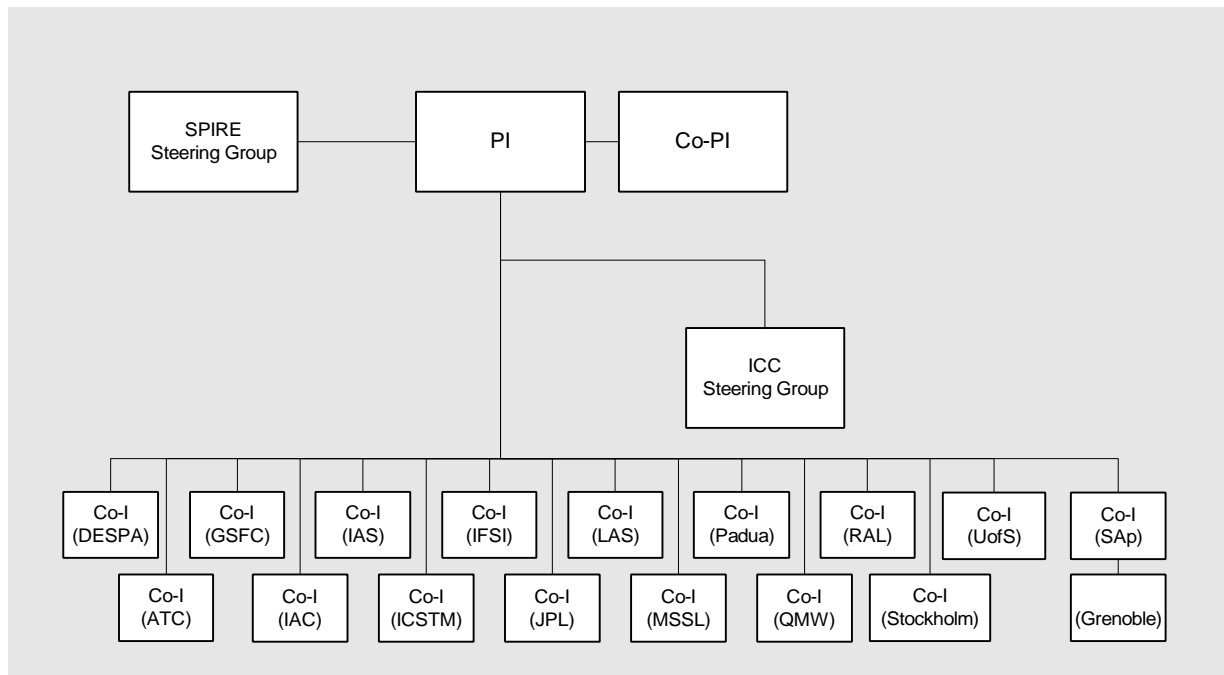 SPIRE
Steering Group
PI
Co-PI
ICC
Steering Group
Co-I
(DESPA)
Co-I
(GSFC)
Co-I
(IAS)
Co-I
(IFSI)
Co-I
(LAS)
Co-I
(Padua)
Co-I
(RAL)
Co-I
(UofS)
Co-I
(SAp)
Co-I
(ATC)
Co-I
(IAC)
Co-I
(ICSTM)
Co-I
(JPL)
Co-I
(MSSL)
Co-I
(QMW)
Co-I
(Stockholm)
(Grenoble)